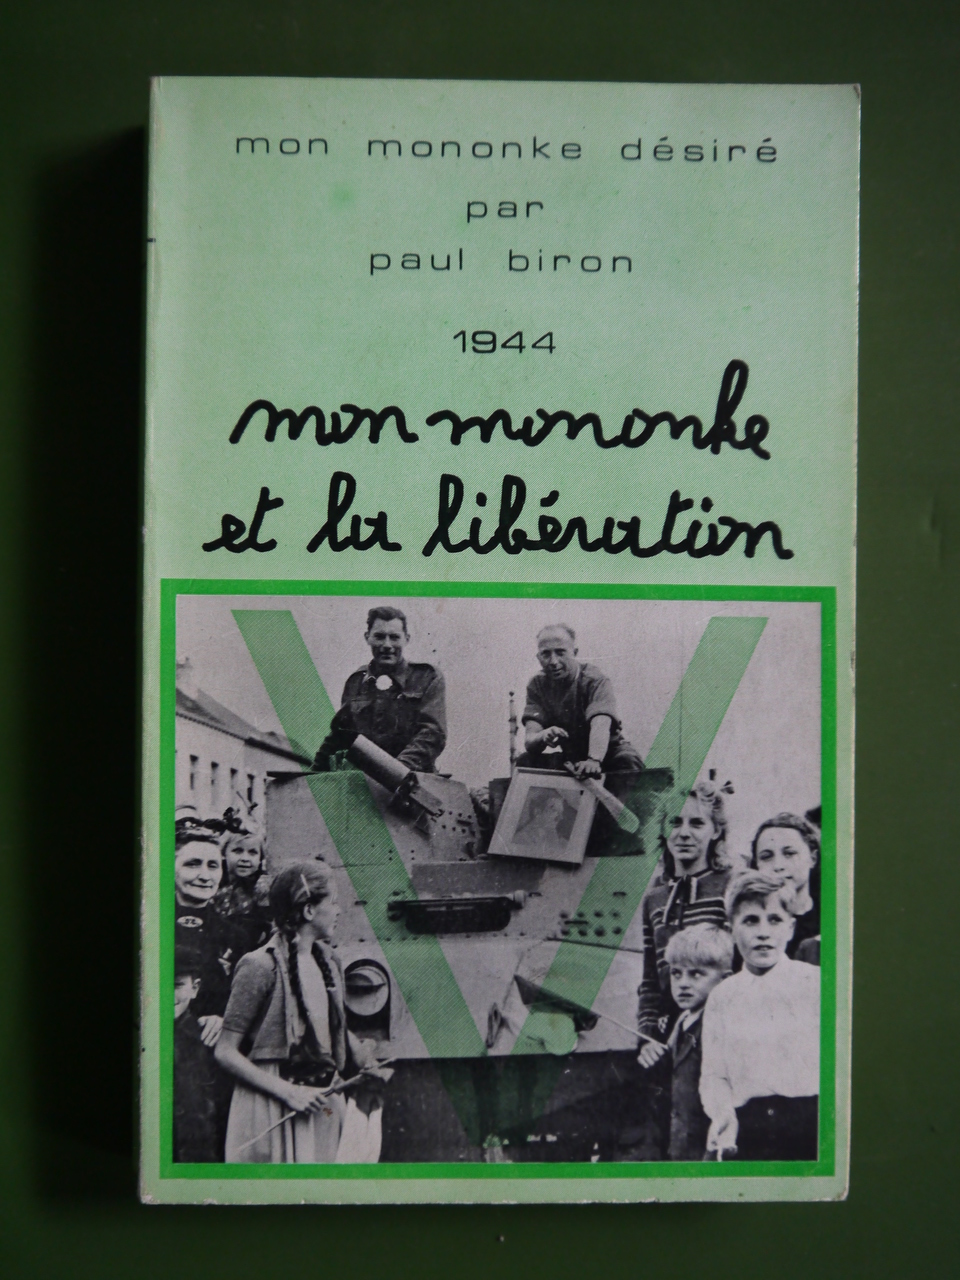 mon mononke désiré
par
paul biron
1944
mon mononke
et la libération